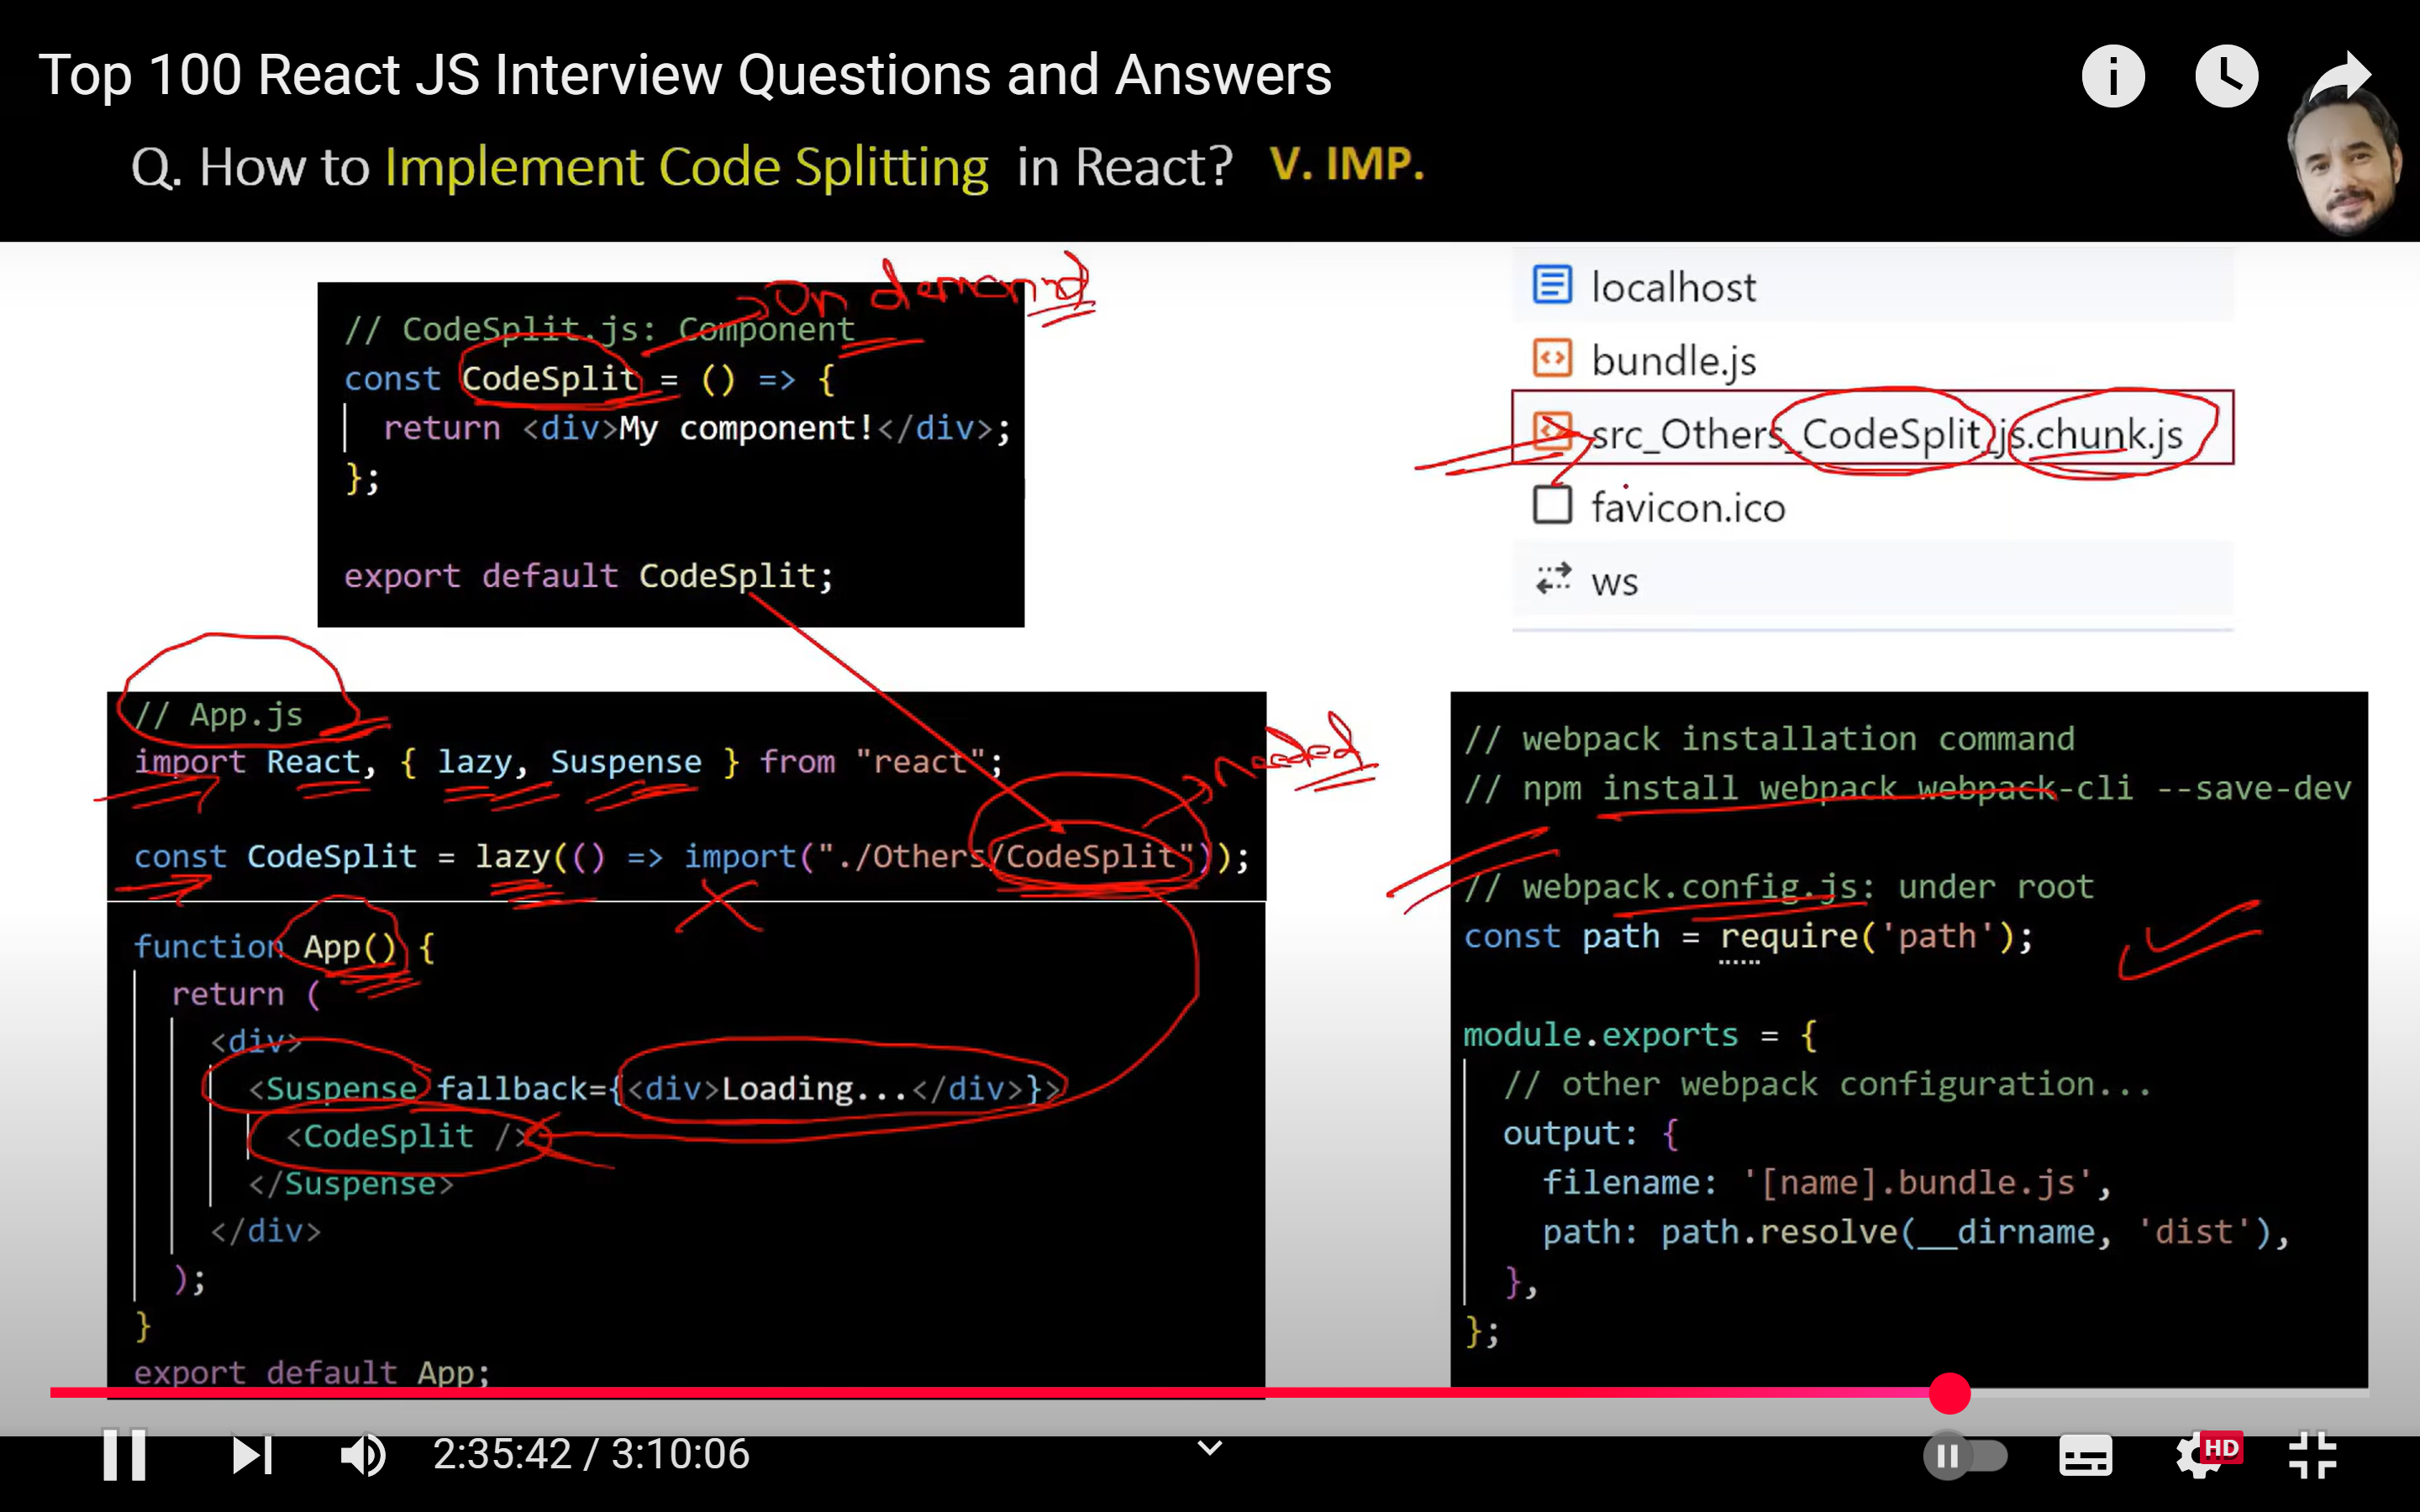 Top 100 React JS Interview Questions and Answers
Q. How to Implement Code Splitting in React? V. IMP.
On demand
// CodeSplit.js: Component
const CodeSplit = () => {
return <div>My component!</div>;
};
export default CodeSplit;
localhost
bundle.js
src_Others_CodeSplit_js.chunk.js
favicon.ico
ws
// App.js
import React, { lazy, Suspense } from "react";
needed
const CodeSplit = lazy(() => import("./Others/CodeSplit"));
function App() {
return (
<div>
<Suspense fallback={<div>Loading...</div>}>
<CodeSplit />
</Suspense>
</div>
);
}
export default App;
// webpack installation command
// npm install webpack webpack-cli --save-dev
// webpack.config.js: under root
const path = require('path');
module.exports = {
// other webpack configuration...
output: {
filename: '[name].bundle.js',
path: path.resolve(__dirname, 'dist'),
},
};
2:35:42 / 3:10:06
HD